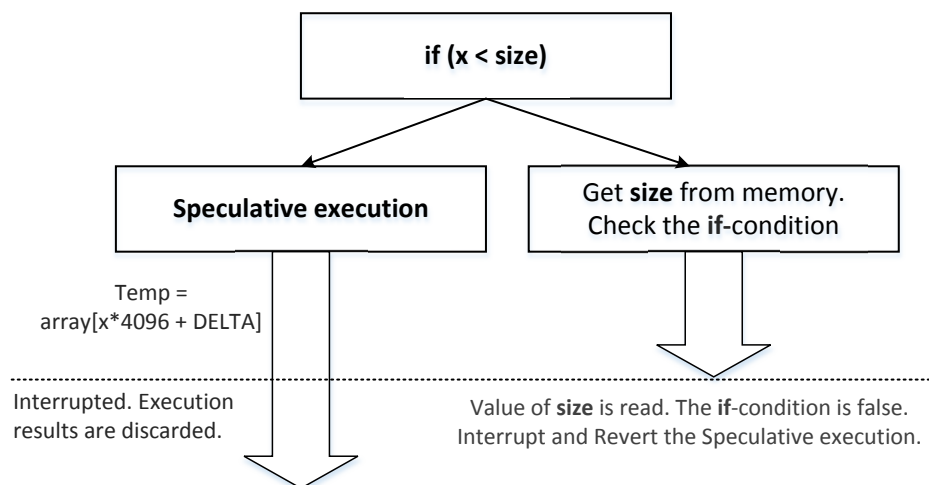 if (x < size)
Speculative execution
Get size from memory.
Check the if-condition
Temp =
array[x*4096 + DELTA]
Interrupted. Execution
results are discarded.
Value of size is read. The if-condition is false.
Interrupt and Revert the Speculative execution.